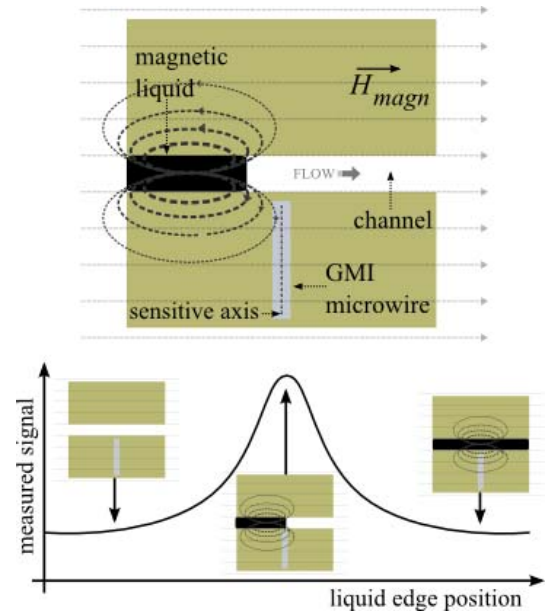 magnetic
liquid
H magn
FLOW
channel
GMI
microwire
sensitive axis
measured signal
liquid edge position